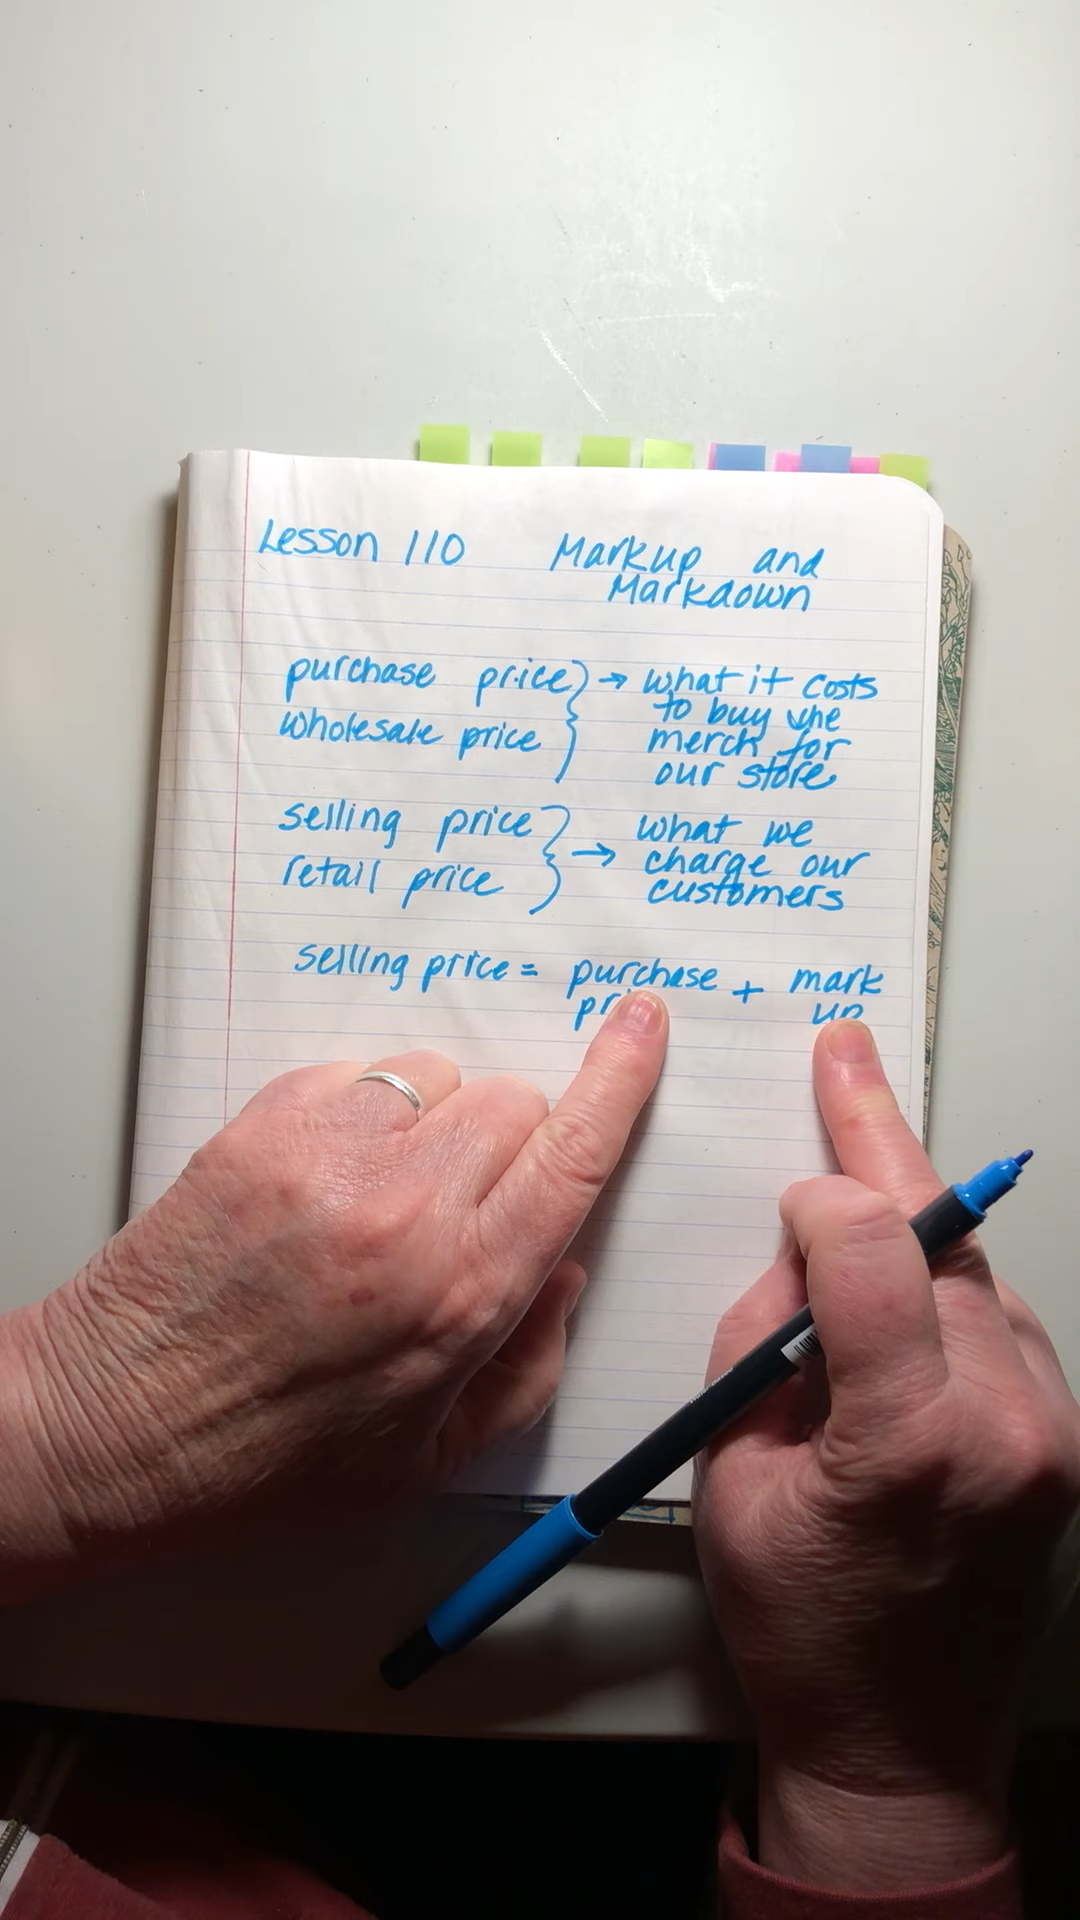 Lesson 110 Markup and
Markdown
purchase price } → what it costs
to buy the
wholesale price merch for
our store
selling price } → what we
charge our
retail price customers
selling price = purchase + mark
up